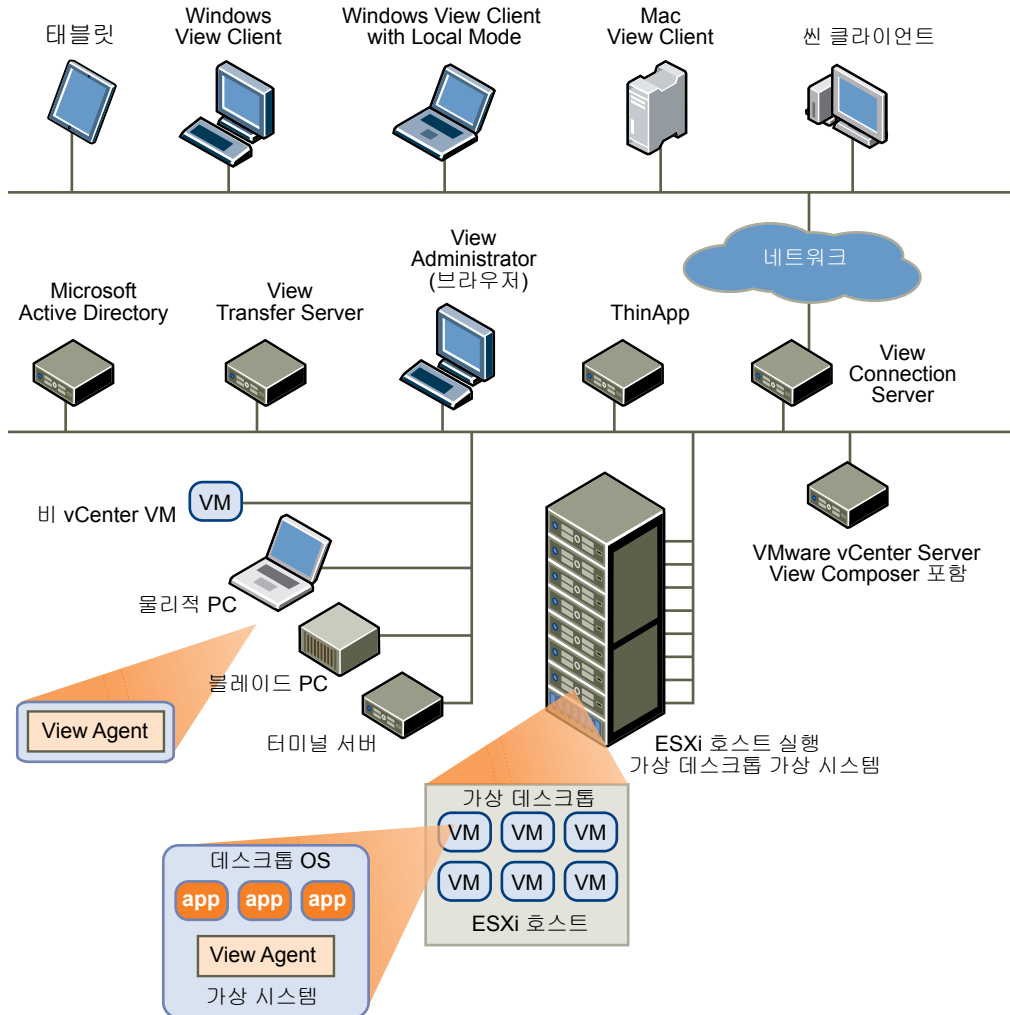 태블릿
Windows
View Client
Windows View Client
with Local Mode
Mac
View Client
씬 클라이언트
네트워크
Microsoft
Active Directory
View
Transfer Server
View
Administrator
(브라우저)
ThinApp
View
Connection
Server
비 vCenter VM
VM
물리적 PC
블레이드 PC
터미널 서버
View Agent
VMware vCenter Server
View Composer 포함
ESXi 호스트 실행
가상 데스크톱 가상 시스템
가상 데스크톱
VM
VM
VM
VM
VM
VM
ESXi 호스트
데스크톱 OS
app
app
app
View Agent
가상 시스템